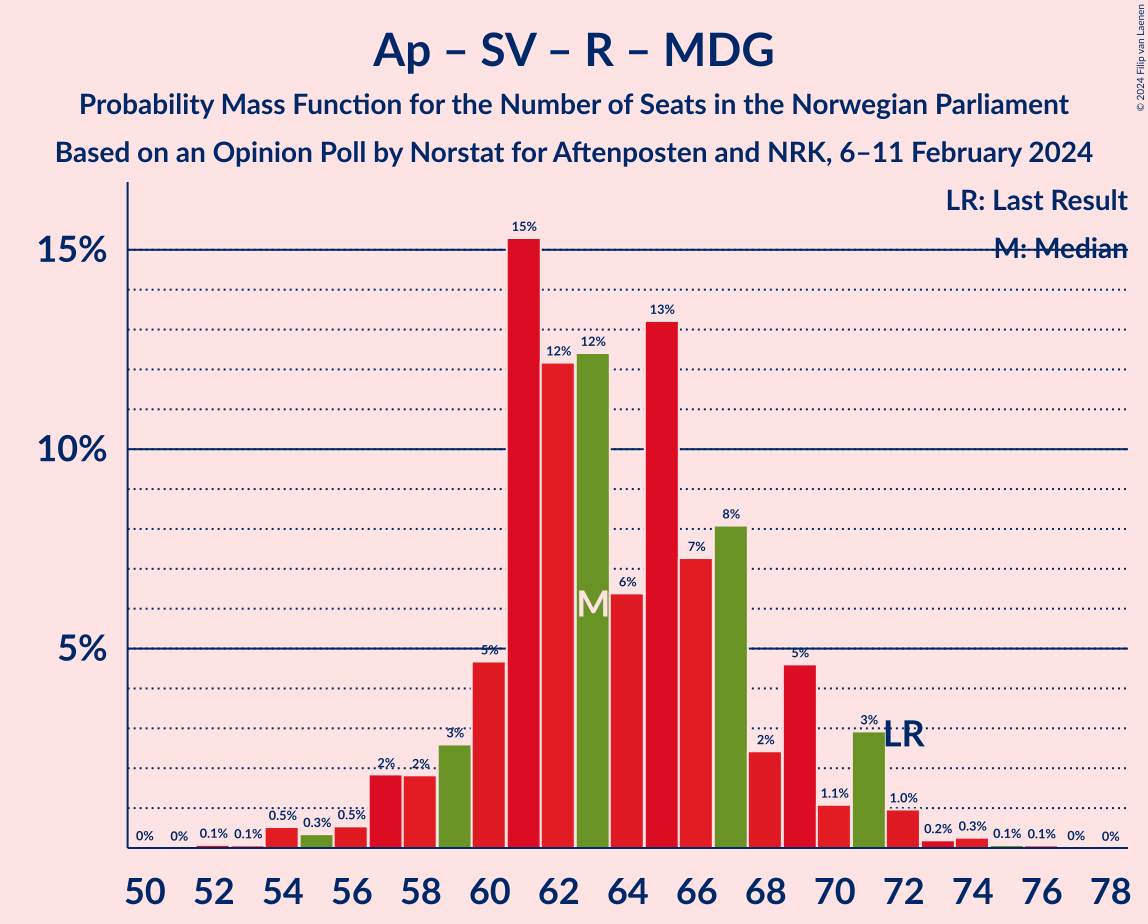 Ap – SV – R – MDG
Probability Mass Function for the Number of Seats in the Norwegian Parliament
Based on an Opinion Poll by Norstat for Aftenposten and NRK, 6–11 February 2024
© 2024 Filip van Laenen
LR: Last Result
M: Median
15%
10%
5%
0% 0% 0.1% 0.1% 0.5% 0.3% 0.5% 2% 2% 3% 5% 15% 12% 12% 6% 13% 7% 8% 2% 5% 1.1% 3% 1.0% 0.2% 0.3% 0.1% 0.1% 0% 0%
M
LR
50 52 54 56 58 60 62 64 66 68 70 72 74 76 78